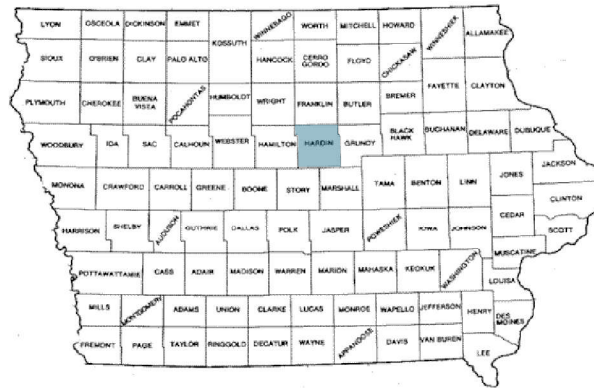 LYON OSCEOLA DICKINSON EMMET WINNEBAGO WORTH MITCHELL HOWARD WINNESHIEK ALLAMAKEE
KOSSUTH
SIOUX O'BRIEN CLAY PALO ALTO HANCOCK CERRO GORDO FLOYD CHICKASAW
PLYMOUTH CHEROKEE BUENA VISTA POCAHONTAS HUMBOLDT WRIGHT FRANKLIN BUTLER BREMER FAYETTE CLAYTON
WOODBURY IDA SAC CALHOUN WEBSTER HAMILTON HARDIN GRUNDY BLACK HAWK BUCHANAN DELAWARE DUBUQUE
MONONA CRAWFORD CARROLL GREENE BOONE STORY MARSHALL TAMA BENTON LINN JONES JACKSON
CLINTON
HARRISON SHELBY AUDUBON GUTHRIE DALLAS POLK JASPER POWESHIEK IOWA JOHNSON CEDAR SCOTT
MUSCATINE
POTTAWATTAMIE CASS ADAIR MADISON WARREN MARION MAHASKA KEOKUK WASHINGTON LOUISA
MILLS MONTGOMERY ADAMS UNION CLARKE LUCAS MONROE WAPELLO JEFFERSON HENRY DES MOINES
FREMONT PAGE TAYLOR RINGGOLD DECATUR WAYNE APPANOOSE DAVIS VAN BUREN LEE